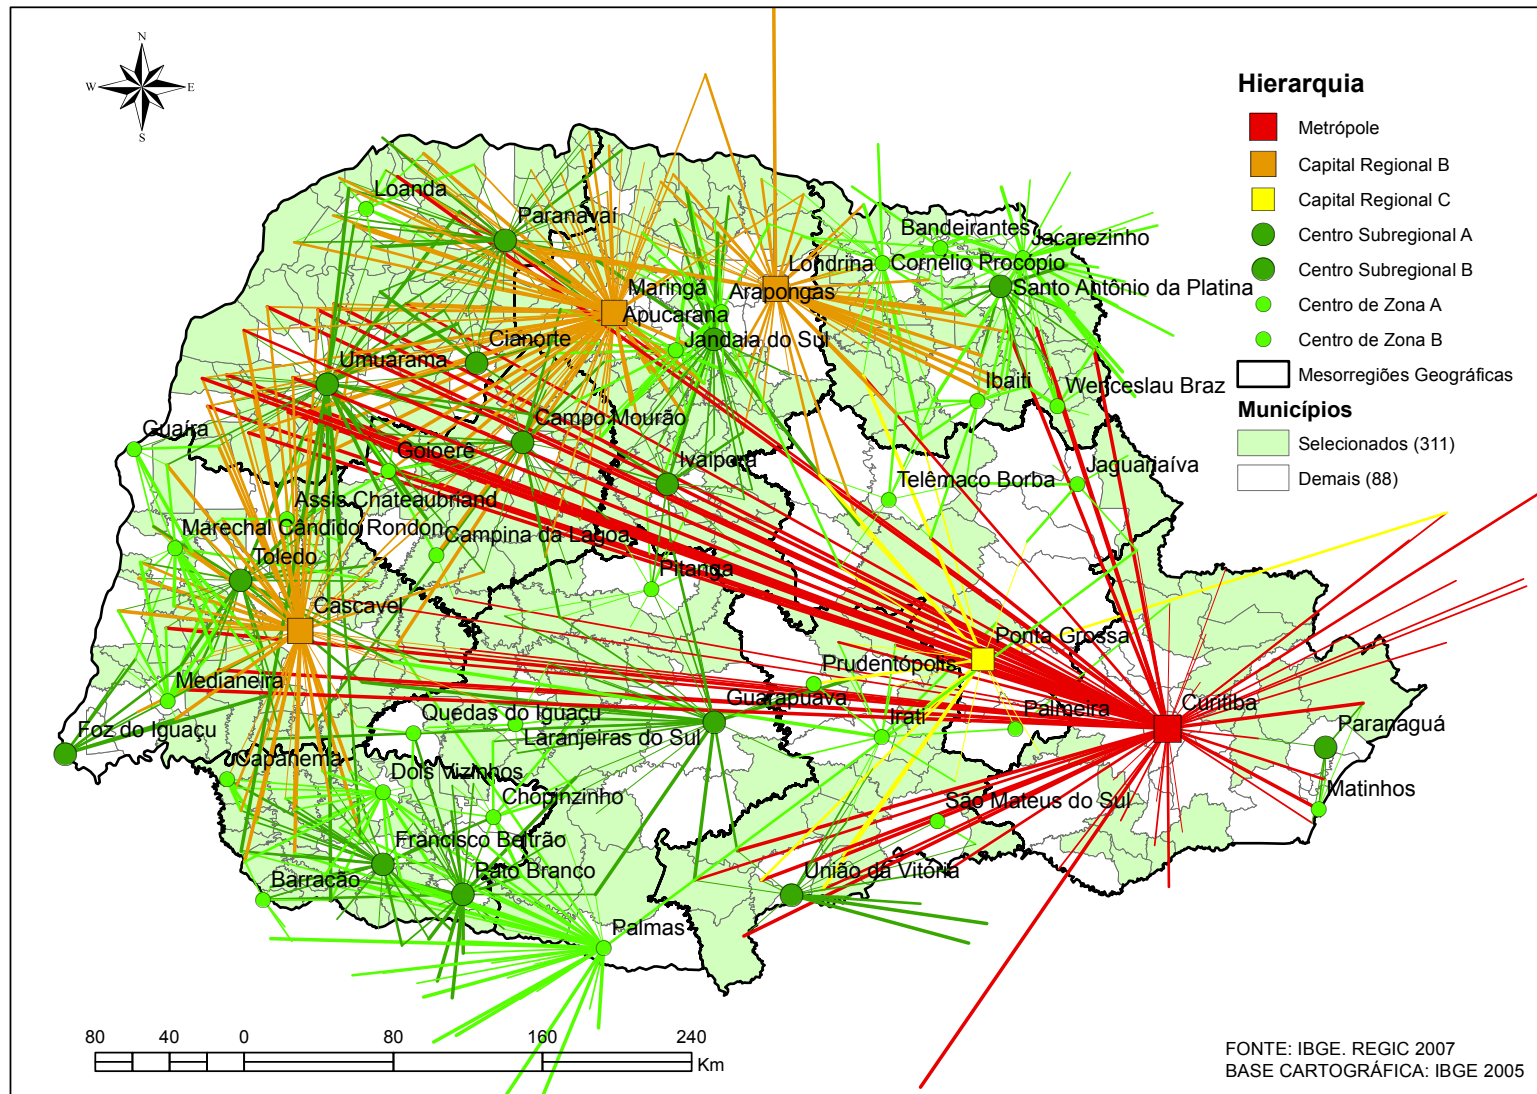 N
W
E
S
Hierarquia
Metrópole
Capital Regional B
Capital Regional C
Centro Subregional A
Centro Subregional B
Centro de Zona A
Centro de Zona B
Mesorregiões Geográficas
Municípios
Selecionados (311)
Demais (88)
Loanda
Paranavaí
Bandeirantes
Jacarezinho
Londrina
Cornélio Procópio
Maringá
Arapongas
Santo Antônio da Platina
Apucarana
Cianorte
Jandaia do Sul
Umuarama
Ibaiti
Wenceslau Braz
Campo Mourão
Guaíra
Goioerê
Ivaiporã
Jaguariaíva
Telêmaco Borba
Assis Chateaubriand
Marechal Cândido Rondon
Campina da Lagoa
Toledo
Pitanga
Cascavel
Ponta Grossa
Prudentópolis
Medianeira
Guarapuava
Curitiba
Quedas do Iguaçu
Irati
Palmeira
Foz do Iguaçu
Laranjeiras do Sul
Paranaguá
Capanema
Dois Vizinhos
Matinhos
Chopinzinho
São Mateus do Sul
Francisco Beltrão
Pato Branco
União da Vitória
Barracão
Palmas
80 40 0 80 160 240
Km
FONTE: IBGE. REGIC 2007
BASE CARTOGRÁFICA: IBGE 2005